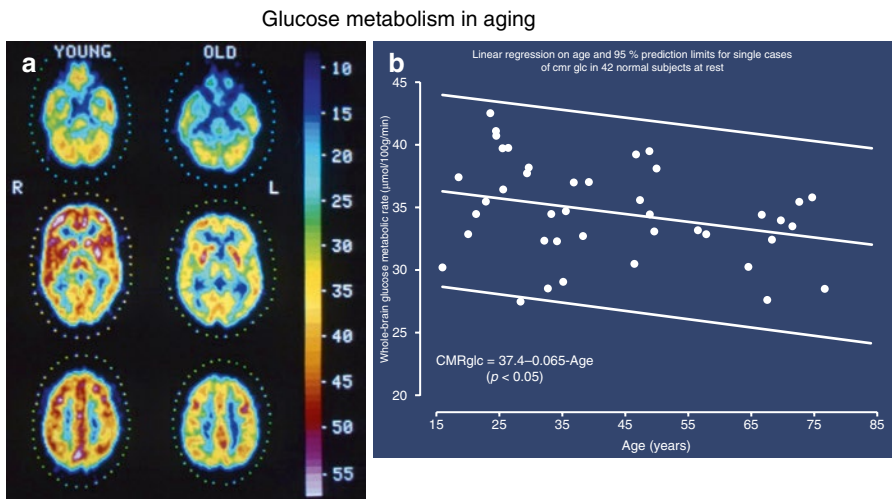 Glucose metabolism in aging
a
YOUNG
OLD
R
L
10
15
20
25
30
35
40
45
50
55
b
Linear regression on age and 95 % prediction limits for single cases
of cmr glc in 42 normal subjects at rest
Whole-brain glucose metabolic rate (μmol/100g/min)
45
40
35
30
25
20
CMRglc = 37.4–0.065-Age
(p < 0.05)
15
25
35
45
55
65
75
85
Age (years)